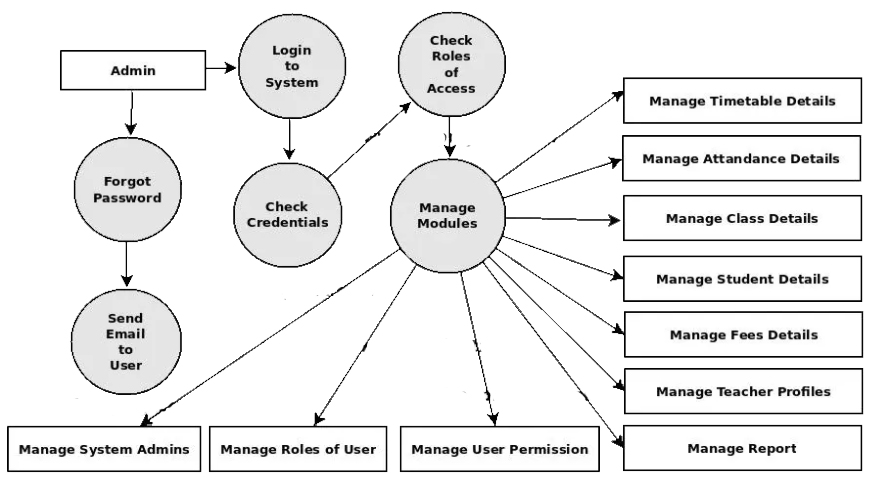 Admin
Login
to
System
Check
Roles
of
Access
Forgot
Password
Check
Credentials
Manage
Modules
Send
Email
to
User
Manage Timetable Details
Manage Attandance Details
Manage Class Details
Manage Student Details
Manage Fees Details
Manage Teacher Profiles
Manage Report
Manage System Admins
Manage Roles of User
Manage User Permission